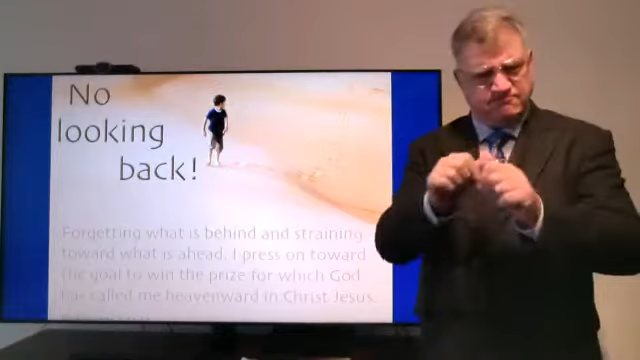 No
looking
back!
Forgetting what is behind and straining
toward what is ahead, I press on toward
the goal to win the prize for which God
has called me heavenward in Christ Jesus.